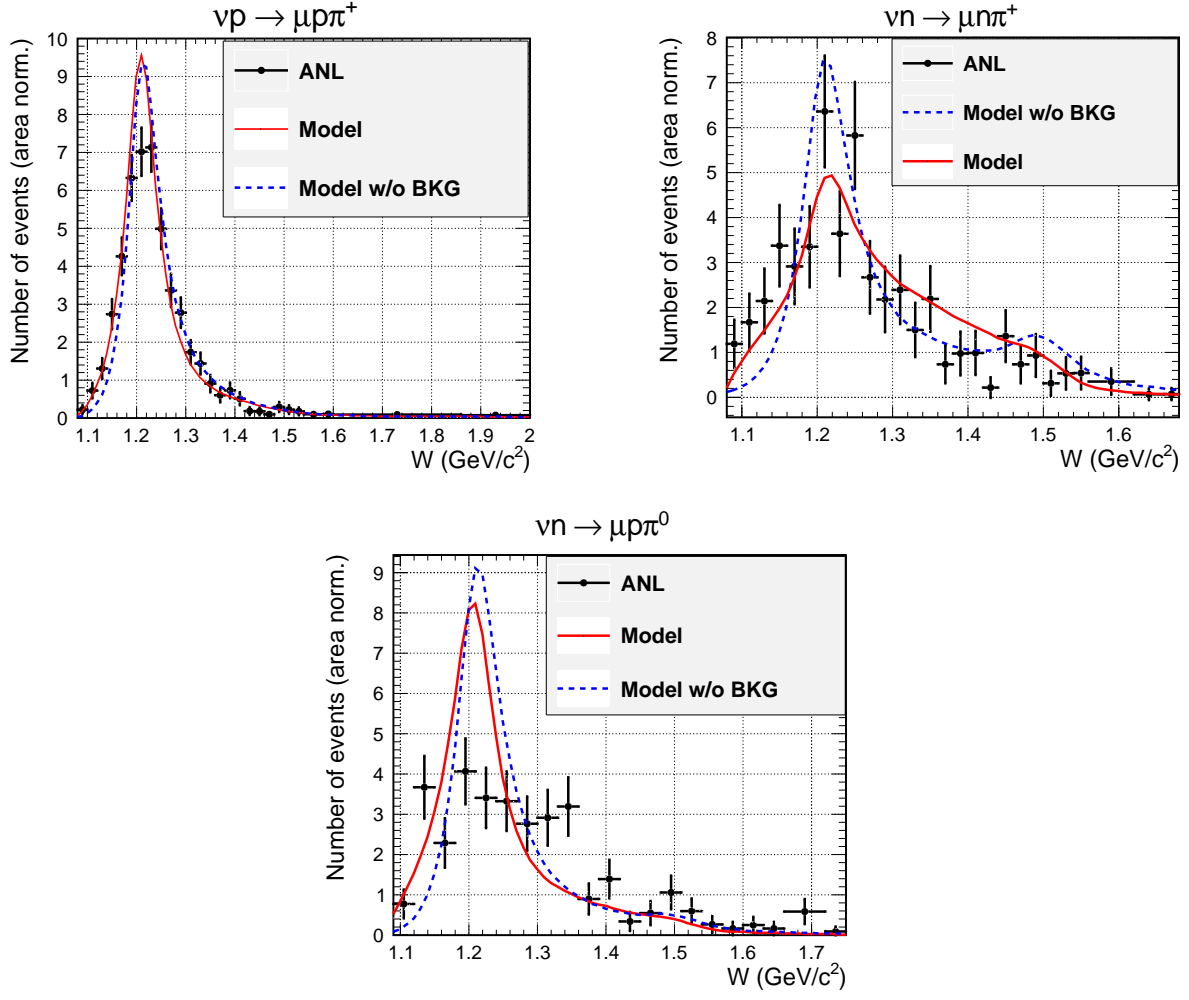 νp → μpπ⁺
Number of events (area norm.)
10
9
8
7
6
5
4
3
2
1
0
ANL
Model
Model w/o BKG
1.1 1.2 1.3 1.4 1.5 1.6 1.7 1.8 1.9 2
W (GeV/c²)
νn → μnπ⁺
Number of events (area norm.)
8
7
6
5
4
3
2
1
0
ANL
Model w/o BKG
Model
1.1 1.2 1.3 1.4 1.5 1.6
W (GeV/c²)
νn → μpπ⁰
Number of events (area norm.)
9
8
7
6
5
4
3
2
1
0
ANL
Model
Model w/o BKG
1.1 1.2 1.3 1.4 1.5 1.6 1.7
W (GeV/c²)